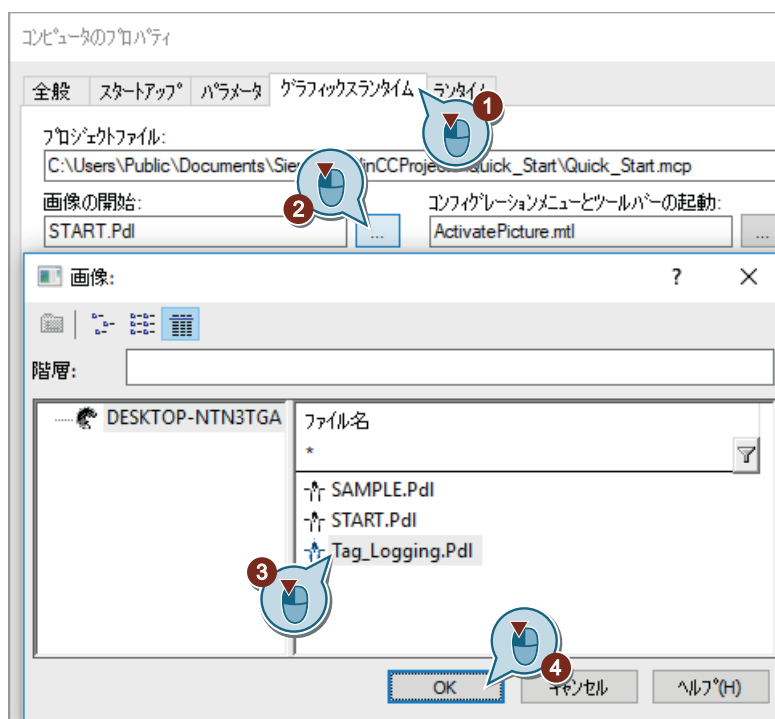 コンピュータのプロパティ
全般 スタートアップ パラメータ グラフィックスランタイム ランタイム
1
プロジェクトファイル:
C:\Users\Public\Documents\Sie inCCProje uick_Start\Quick_Start.mcp
2
画像の開始: コンフィグレーションメニューとツールバーの起動:
START.Pdl ... ActivatePicture.mtl ...
画像: ?
階層:
DESKTOP-NTN3TGA ファイル名
*
SAMPLE.Pdl
START.Pdl
Tag_Logging.Pdl
3
4
OK キャンセル ヘルプ(H)